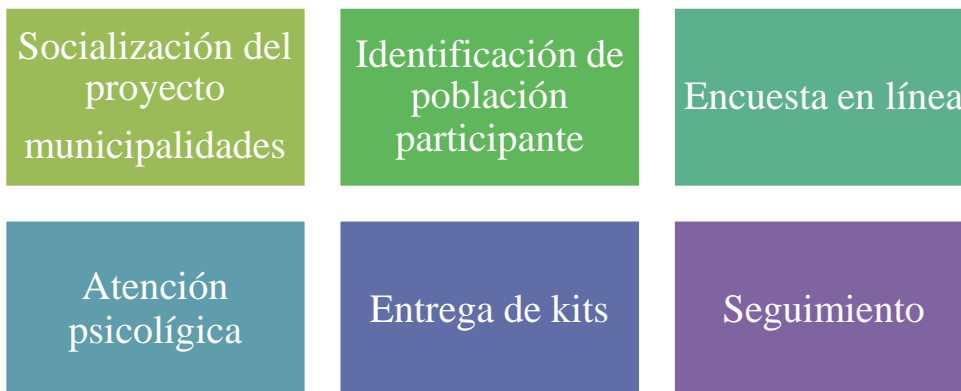 Socialización del
proyecto
municipalidades
Identificación de
población
participante
Encuesta en línea
Atención
psicolígica
Entrega de kits
Seguimiento